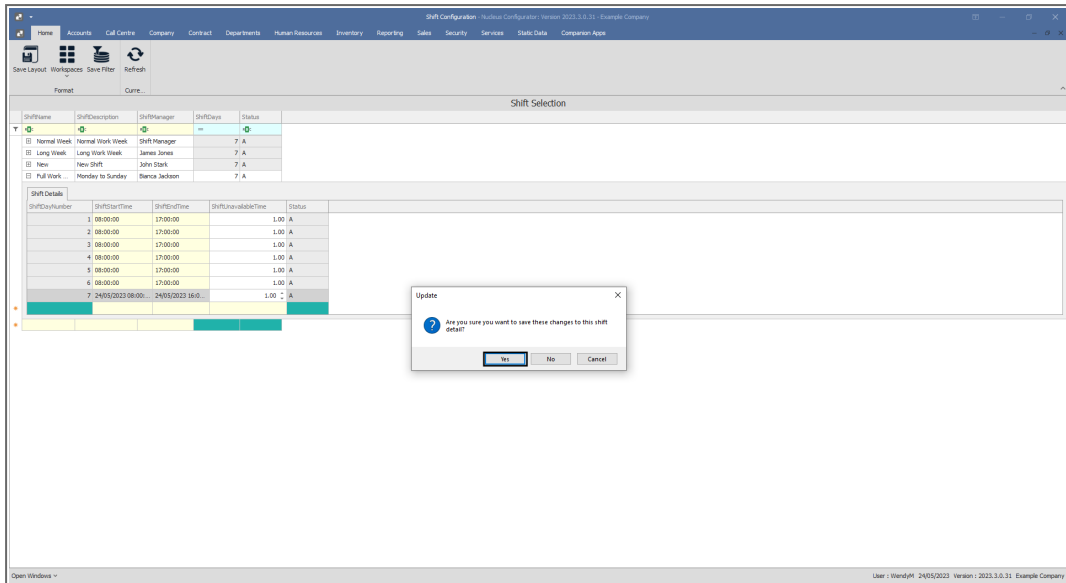 Shift Configuration - Nucleus Configurator: Version 2023.3.0.31 - Example Company
Home Accounts Call Centre Company Contract Departments Human Resources Inventory Reporting Sales Security Services Static Data Companion Apps
Save Layout Workspaces Save Filter Refresh
Format Curre...
Shift Selection
ShiftName ShiftDescription ShiftManager ShiftDays Status
Normal Week Normal Work Week Shift Manager 7 A
Long Week Long Work Week James Jones 7 A
New New Shift John Stark 7 A
Full Work ... Monday to Sunday Bianca Jackson 7 A
Shift Details
ShiftDayNumber ShiftStartTime ShiftEndTime ShiftUnavailableTime Status
1 08:00:00 17:00:00 1.00 A
2 08:00:00 17:00:00 1.00 A
3 08:00:00 17:00:00 1.00 A
4 08:00:00 17:00:00 1.00 A
5 08:00:00 17:00:00 1.00 A
6 08:00:00 17:00:00 1.00 A
7 24/05/2023 08:00:... 24/05/2023 16:0... 1.00 A
Update
Are you sure you want to save these changes to this shift
detail?
Yes No Cancel
Open Windows User : WendyM 24/05/2023 Version : 2023.3.0.31 Example Company